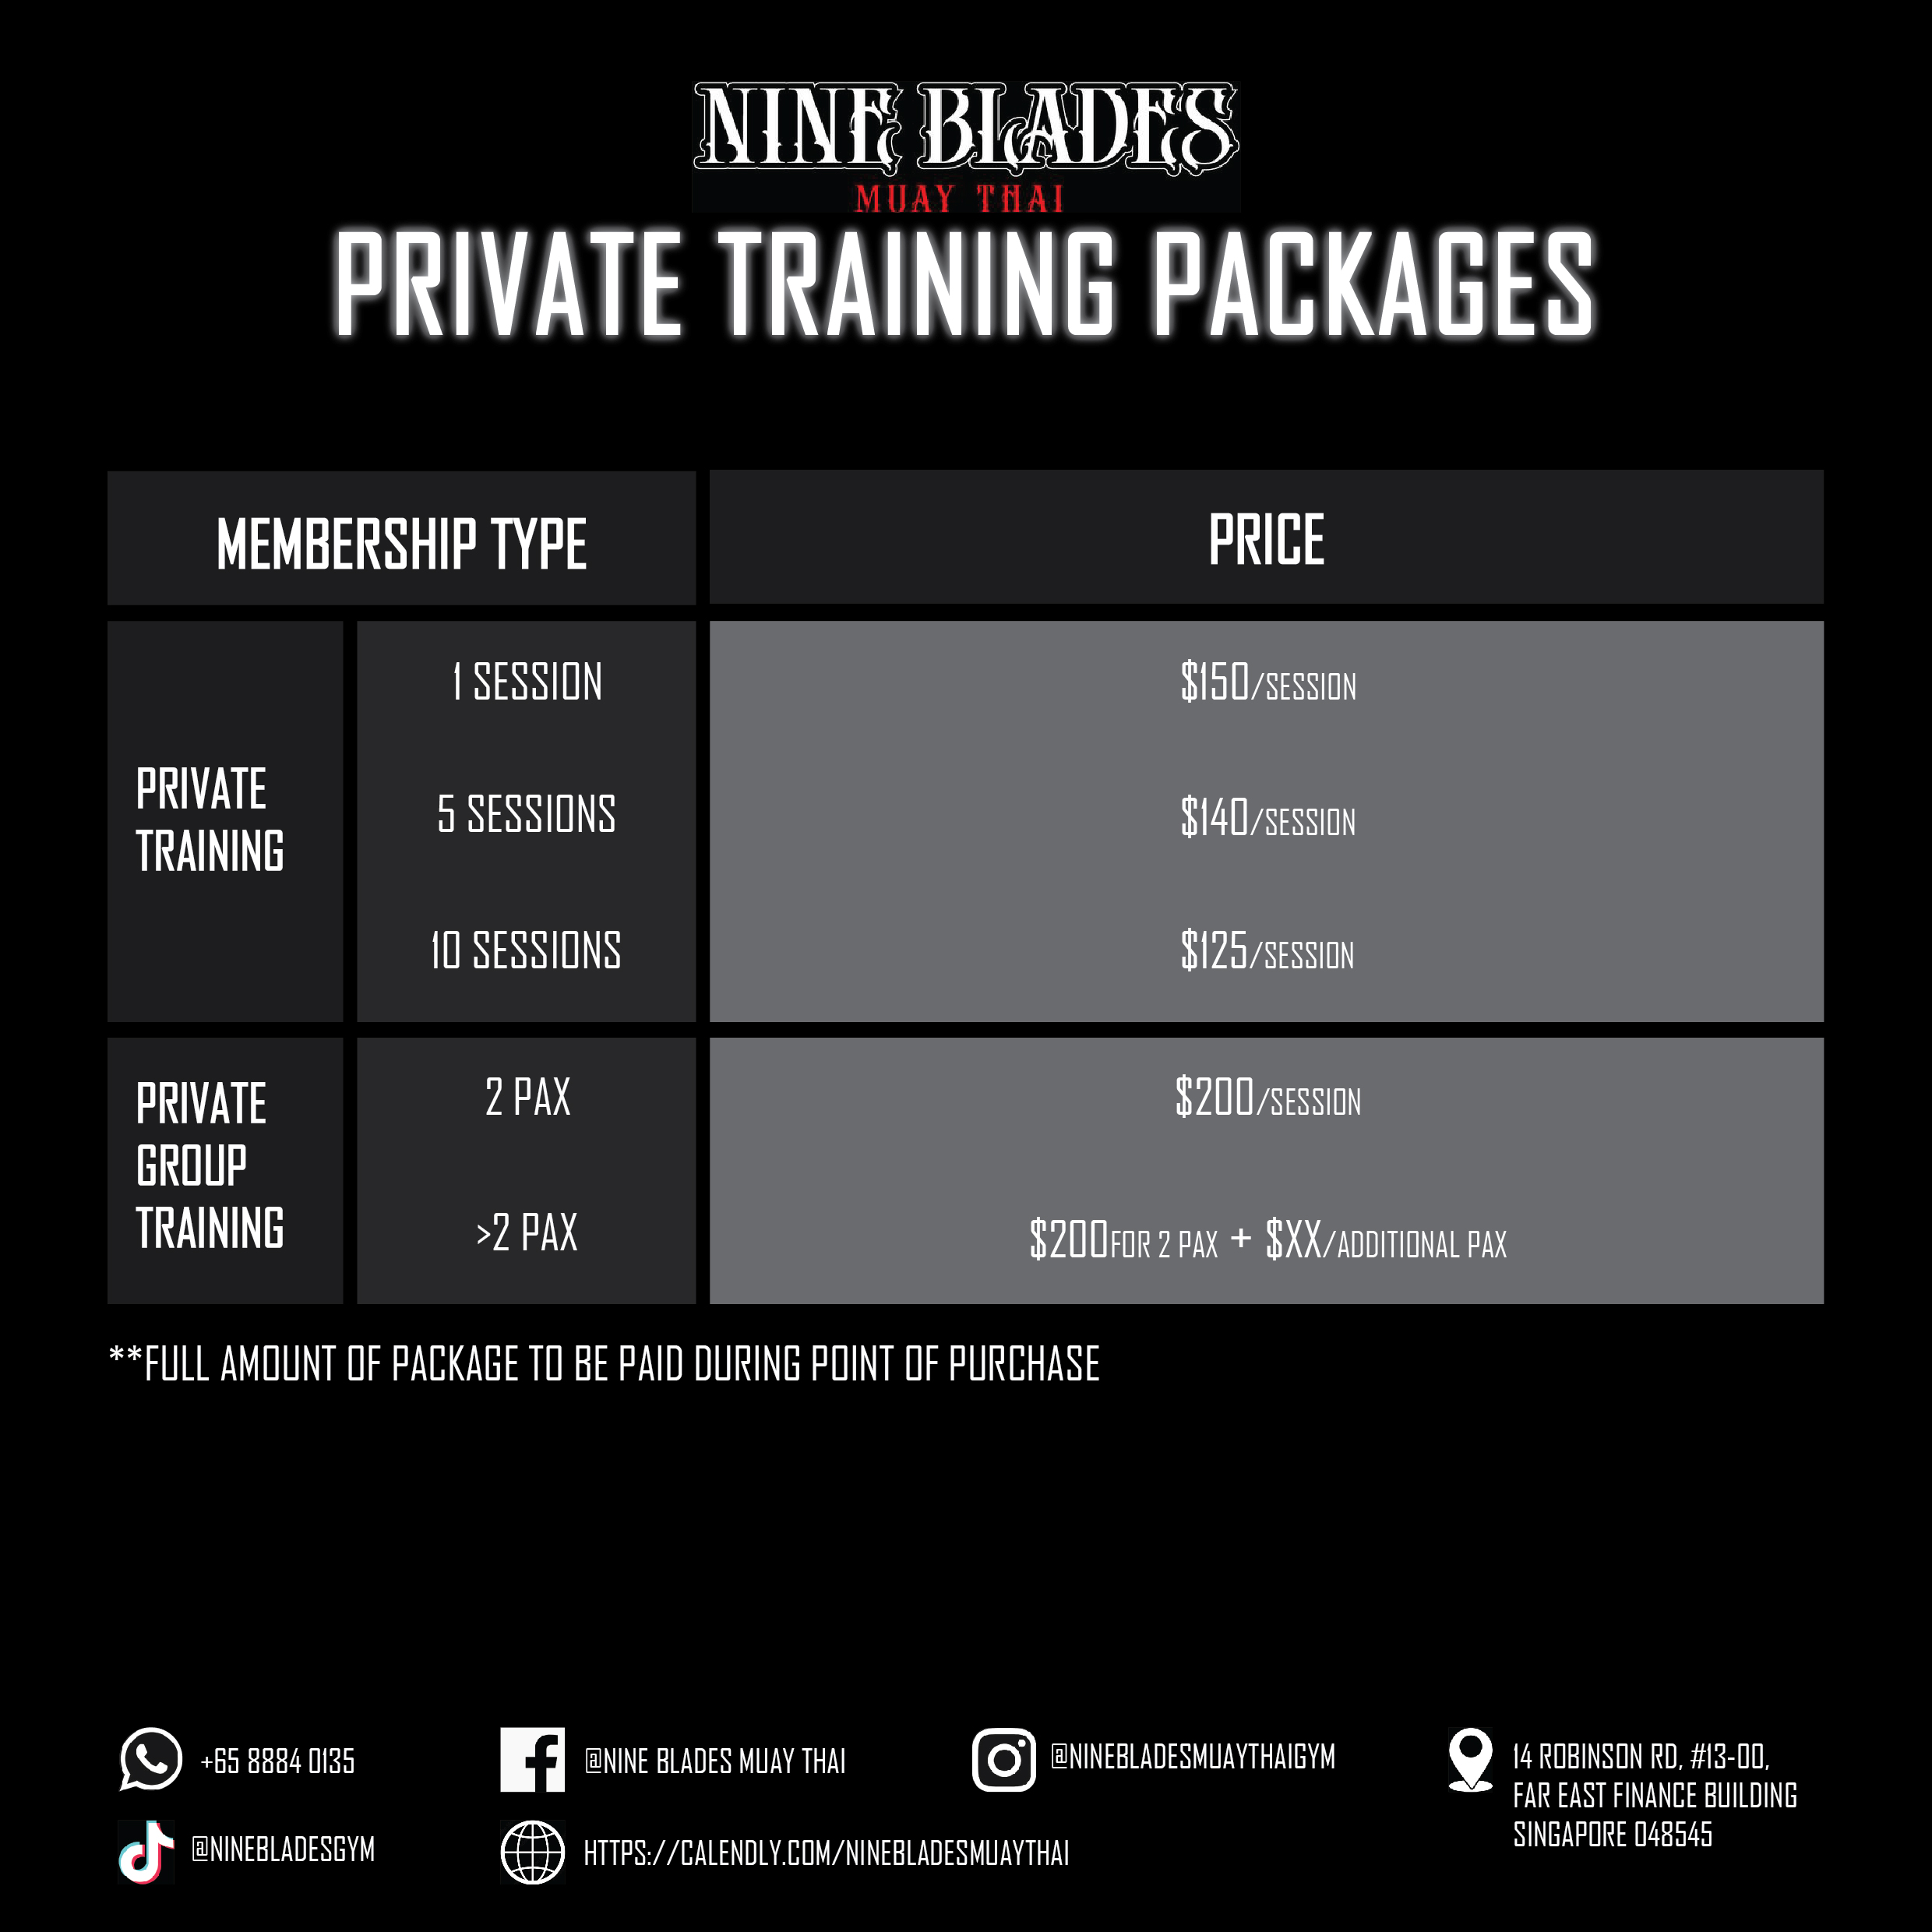 NINE BLADES
MUAY THAI
PRIVATE TRAINING PACKAGES
MEMBERSHIP TYPE
PRICE
PRIVATE
TRAINING
1 SESSION
$150/SESSION
5 SESSIONS
$140/SESSION
10 SESSIONS
$125/SESSION
PRIVATE
GROUP
TRAINING
2 PAX
$200/SESSION
>2 PAX
$200FOR 2 PAX + $XX/ADDITIONAL PAX
**FULL AMOUNT OF PACKAGE TO BE PAID DURING POINT OF PURCHASE
+65 8884 0135
@NINE BLADES MUAY THAI
@NINEBLADESMUAYTHAIGYM
14 ROBINSON RD, #13-00,
FAR EAST FINANCE BUILDING
SINGAPORE 048545
@NINEBLADESGYM
HTTPS://CALENDLY.COM/NINEBLADESMUAYTHAI